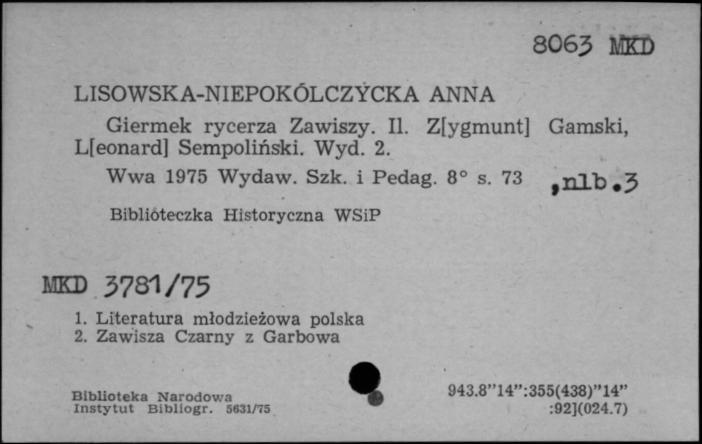 8063 MKD
LISOWSKA-NIEPOKÓLCZYCKA ANNA
Giermek rycerza Zawiszy. Il. Z[ygmunt] Gamski,
L[eonard] Sempoliński. Wyd. 2.
Wwa 1975 Wydaw. Szk. i Pedag. 8° s. 73 ,nlb.3
Biblioteczka Historyczna WSiP
MKD 3781/75
1. Literatura młodzieżowa polska
2. Zawisza Czarny z Garbowa
Biblioteka Narodowa
Instytut Bibliogr. 5631/75
943.8”14”:355(438)”14”
:92](024.7)